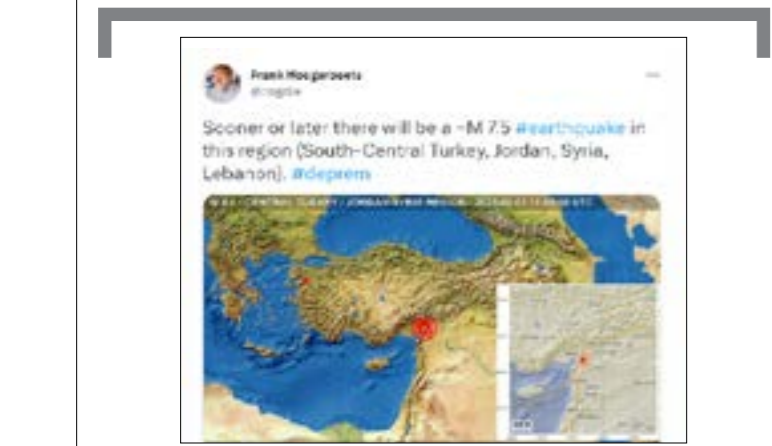 Frank Hoogerbeets
Sooner or later there will be a ~M 7.5 #earthquake in
this region (South-Central Turkey, Jordan, Syria,
Lebanon). #deprem